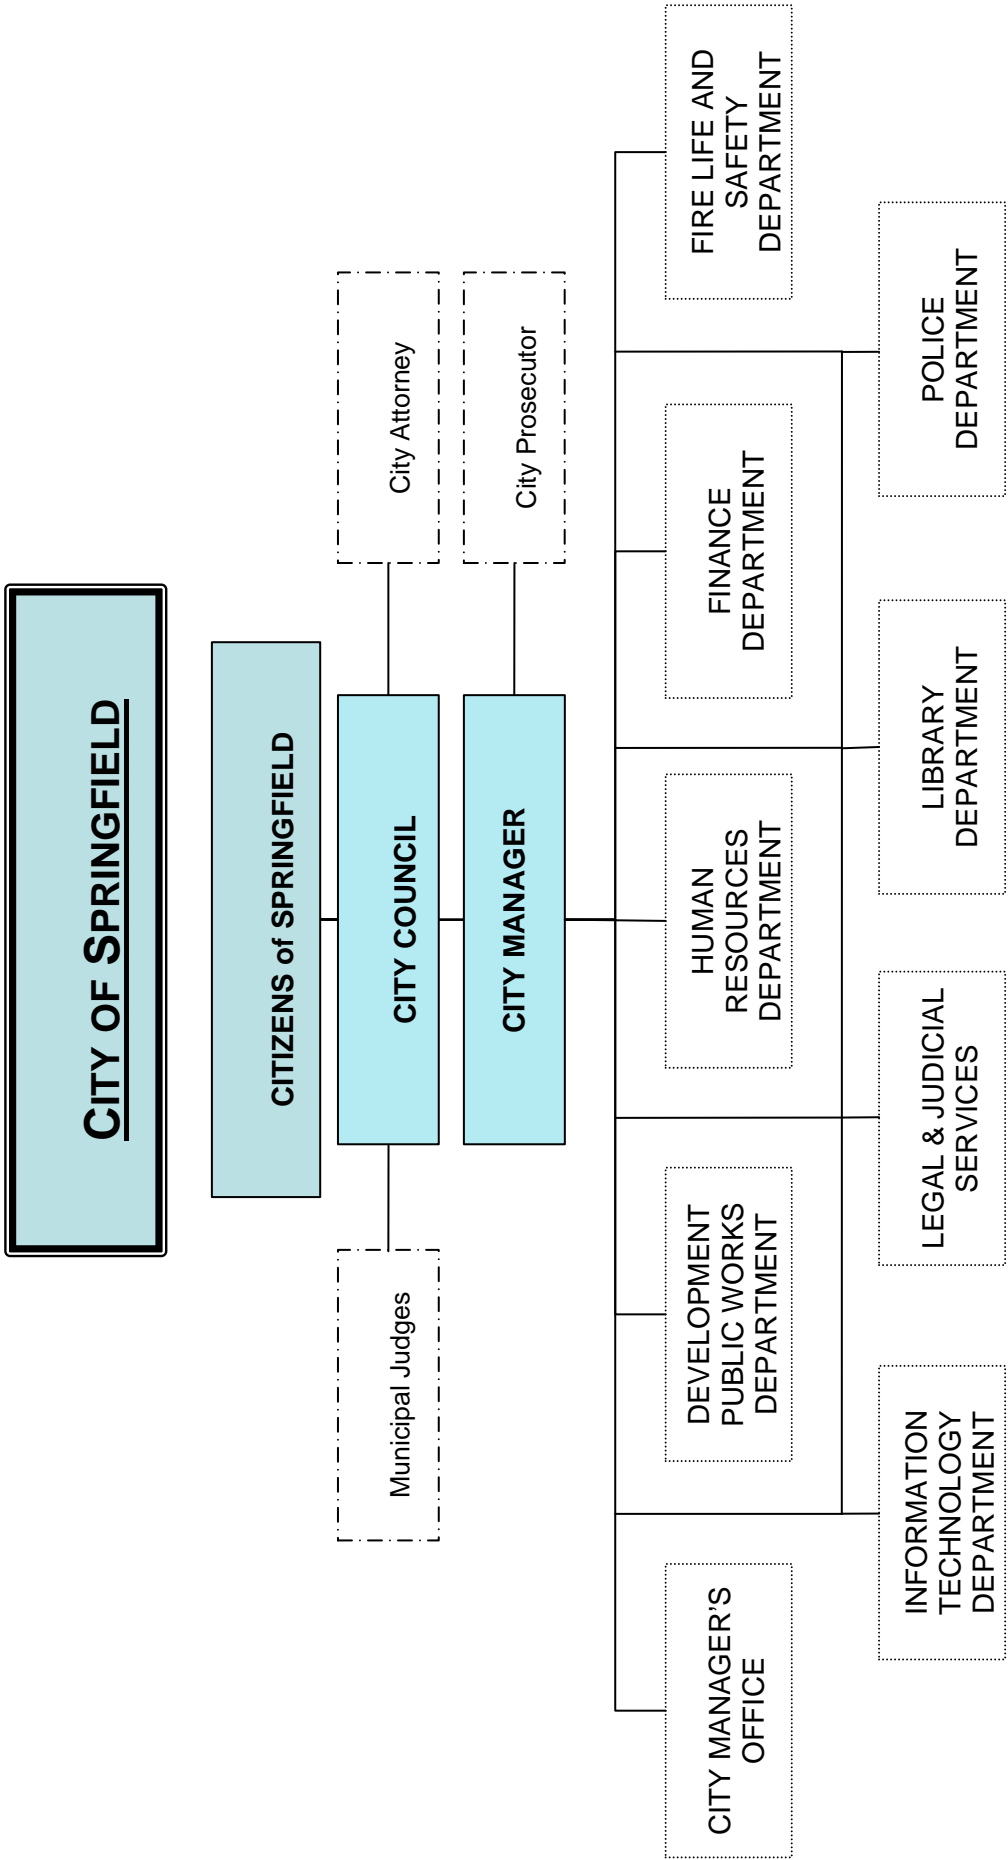 CITY OF SPRINGFIELD
CITIZENS of SPRINGFIELD
Municipal Judges
CITY COUNCIL
City Attorney
CITY MANAGER
City Prosecutor
CITY MANAGER'S
OFFICE
DEVELOPMENT
PUBLIC WORKS
DEPARTMENT
HUMAN
RESOURCES
DEPARTMENT
FINANCE
DEPARTMENT
FIRE LIFE AND
SAFETY
DEPARTMENT
INFORMATION
TECHNOLOGY
DEPARTMENT
LEGAL & JUDICIAL
SERVICES
LIBRARY
DEPARTMENT
POLICE
DEPARTMENT